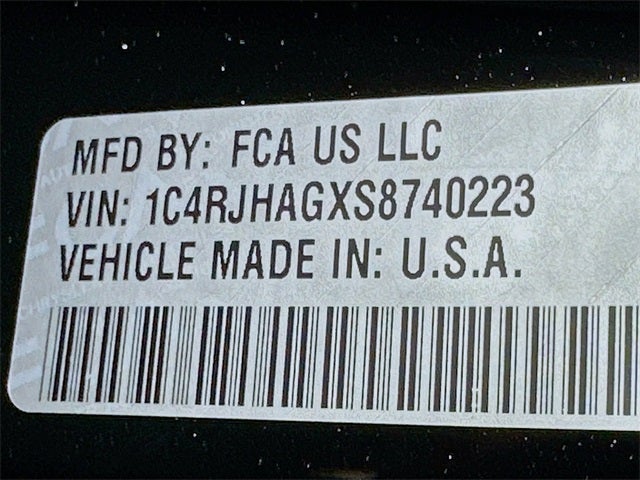 MFD BY: FCA US LLC
VIN: 1C4RJHAGXS8740223
VEHICLE MADE IN: U.S.A.